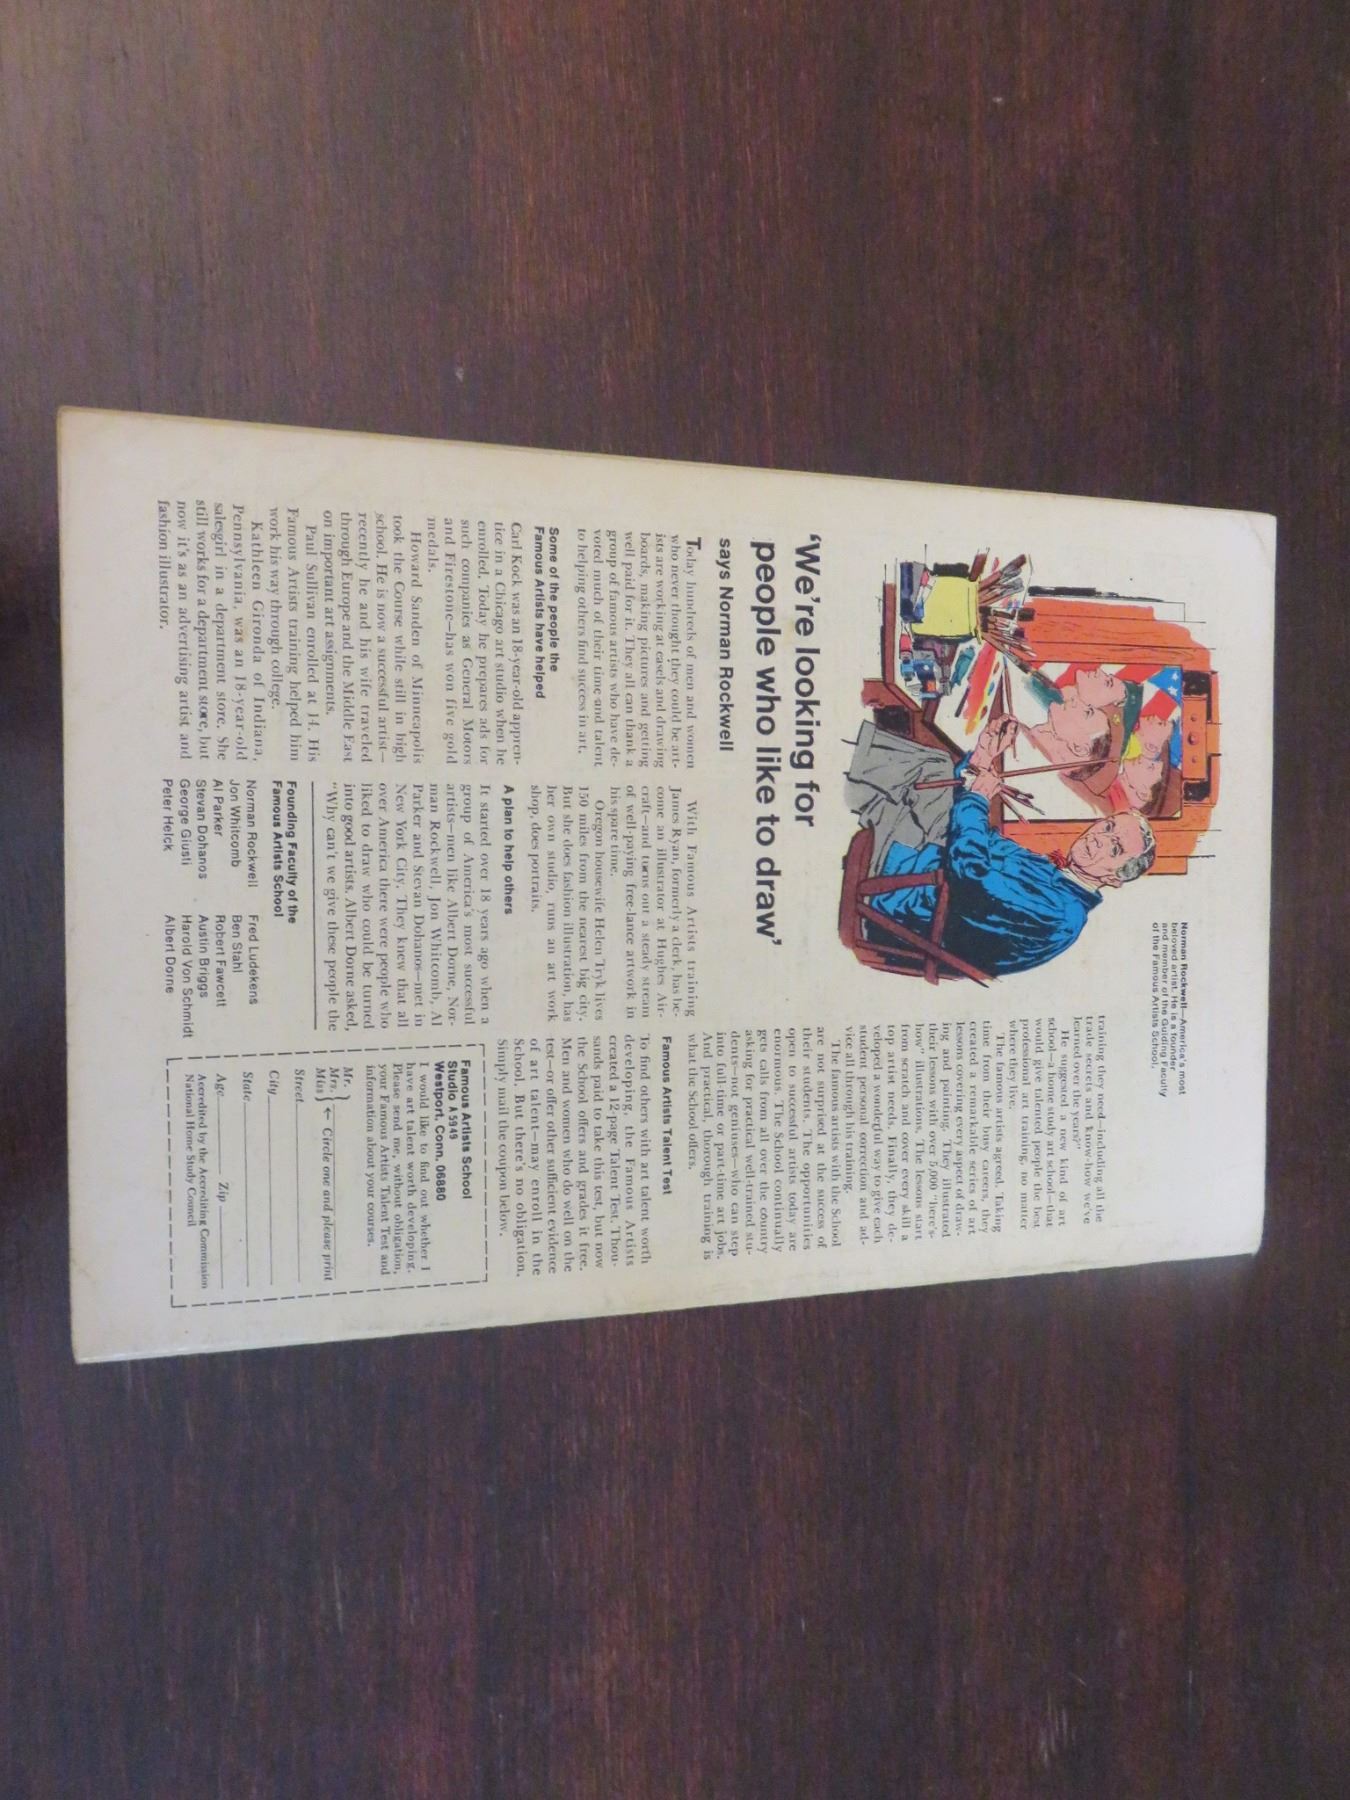 Norman Rockwell—America's most
beloved artist. He is a founder
and member of the Guiding Faculty
of the Famous Artists School.
'We're looking for
people who like to draw'
says Norman Rockwell
Today hundreds of men and women
who never thought they could be art-
ists are working at easels and drawing
boards, making pictures and getting
well paid for it. They all can thank a
group of famous artists who have de-
voted much of their time and talent
to helping others find success in art.
Some of the people the
Famous Artists have helped
Carl Kock was an 18-year-old appren-
tice in a Chicago art studio when he
enrolled. Today he prepares ads for
such companies as General Motors
and Firestone—has won five gold
medals.
Howard Sanden of Minneapolis
took the Course while still in high
school. He is now a successful artist—
recently he and his wife traveled
through Europe and the Middle East
on important art assignments.
Paul Sullivan enrolled at 14. His
Famous Artists training helped him
work his way through college.
Kathleen Gironda of Indiana,
Pennsylvania, was an 18-year-old
salesgirl in a department store. She
still works for a department store, but
now it's as an advertising artist and
fashion illustrator.
With Famous Artists training
James Ryan, formerly a clerk, has be-
come an illustrator at Hughes Air-
craft—and turns out a steady stream
of well-paying free-lance artwork in
his spare time.
Oregon housewife Helen Tryk lives
150 miles from the nearest big city.
But she does fashion illustration, has
her own studio, runs an art work
shop, does portraits.
A plan to help others
It started over 18 years ago when a
group of America's most successful
artists—men like Albert Dorne, Nor-
man Rockwell, Jon Whitcomb, Al
Parker and Stevan Dohanos—met in
New York City. They knew that all
over America there were people who
liked to draw who could be turned
into good artists. Albert Dorne asked,
"Why can't we give these people the
Founding Faculty of the
Famous Artists School
Norman Rockwell Fred Ludekens
Jon Whitcomb Ben Stahl
Al Parker Robert Fawcett
Stevan Dohanos Austin Briggs
George Giusti Harold Von Schmidt
Peter Helck Albert Dorne
training they need—including all the
trade secrets and know-how we've
learned over the years?"
He suggested a new kind of art
school—a home study art school—that
would give talented people the best
professional art training, no matter
where they live.
The famous artists agreed. Taking
time from their busy careers, they
created a remarkable series of art
lessons covering every aspect of draw-
ing and painting. They illustrated
their lessons with over 5,000 "here's-
how" illustrations. The lessons start
from scratch and cover every skill a
top artist needs. Finally, they de-
veloped a wonderful way to give each
student personal correction and ad-
vice all through his training.
The famous artists with the School
are not surprised at the success of
their students. The opportunities
open to successful artists today are
enormous. The School continually
gets calls from all over the country
asking for practical well-trained stu-
dents—not geniuses—who can step
into full-time or part-time art jobs.
And practical, thorough training is
what the School offers.
Famous Artists Talent Test
To find others with art talent worth
developing, the Famous Artists
created a 12-page Talent Test. Thou-
sands paid to take this test, but now
the School offers and grades it free.
Men and women who do well on the
test—or offer other sufficient evidence
of art talent—may enroll in the
School. But there's no obligation.
Simply mail the coupon below.
Famous Artists School
Studio A 5949
Westport, Conn. 06880
I would like to find out whether I
have art talent worth developing.
Please send me, without obligation,
your Famous Artists Talent Test and
information about your courses.
Mr.
Mrs. ← Circle one and please print
Miss
Street
City
State
Age Zip
Accredited by the Accrediting Commission
National Home Study Council